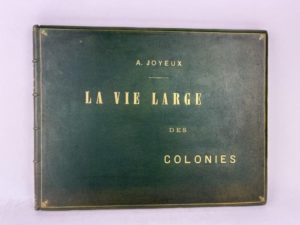 A. JOYEUX
LA VIE LARGE
DES
COLONIES